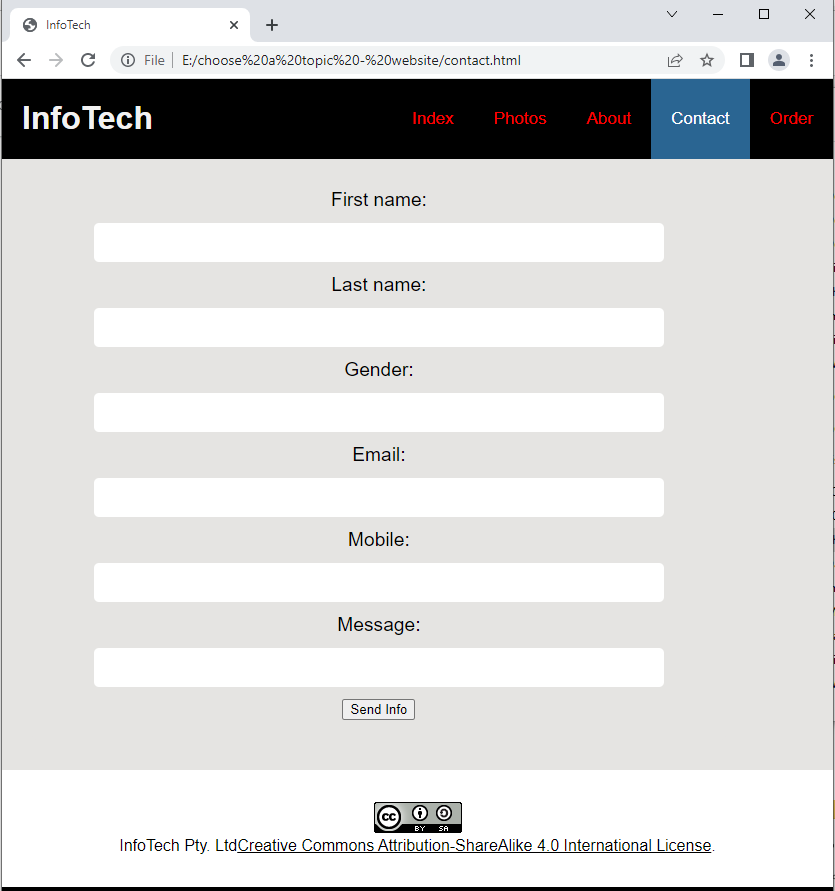 InfoTech
File E:/choose%20a%20topic%20-%20website/contact.html
InfoTech Index Photos About Contact Order
First name:
Last name:
Gender:
Email:
Mobile:
Message:
Send Info
cc BY SA
InfoTech Pty. LtdCreative Commons Attribution-ShareAlike 4.0 International License.